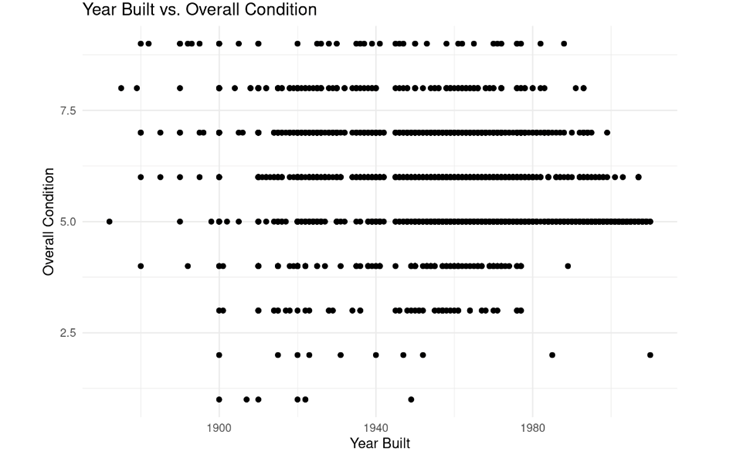 Year Built vs. Overall Condition
7.5
5.0
2.5
Overall Condition
1900 1940 1980
Year Built